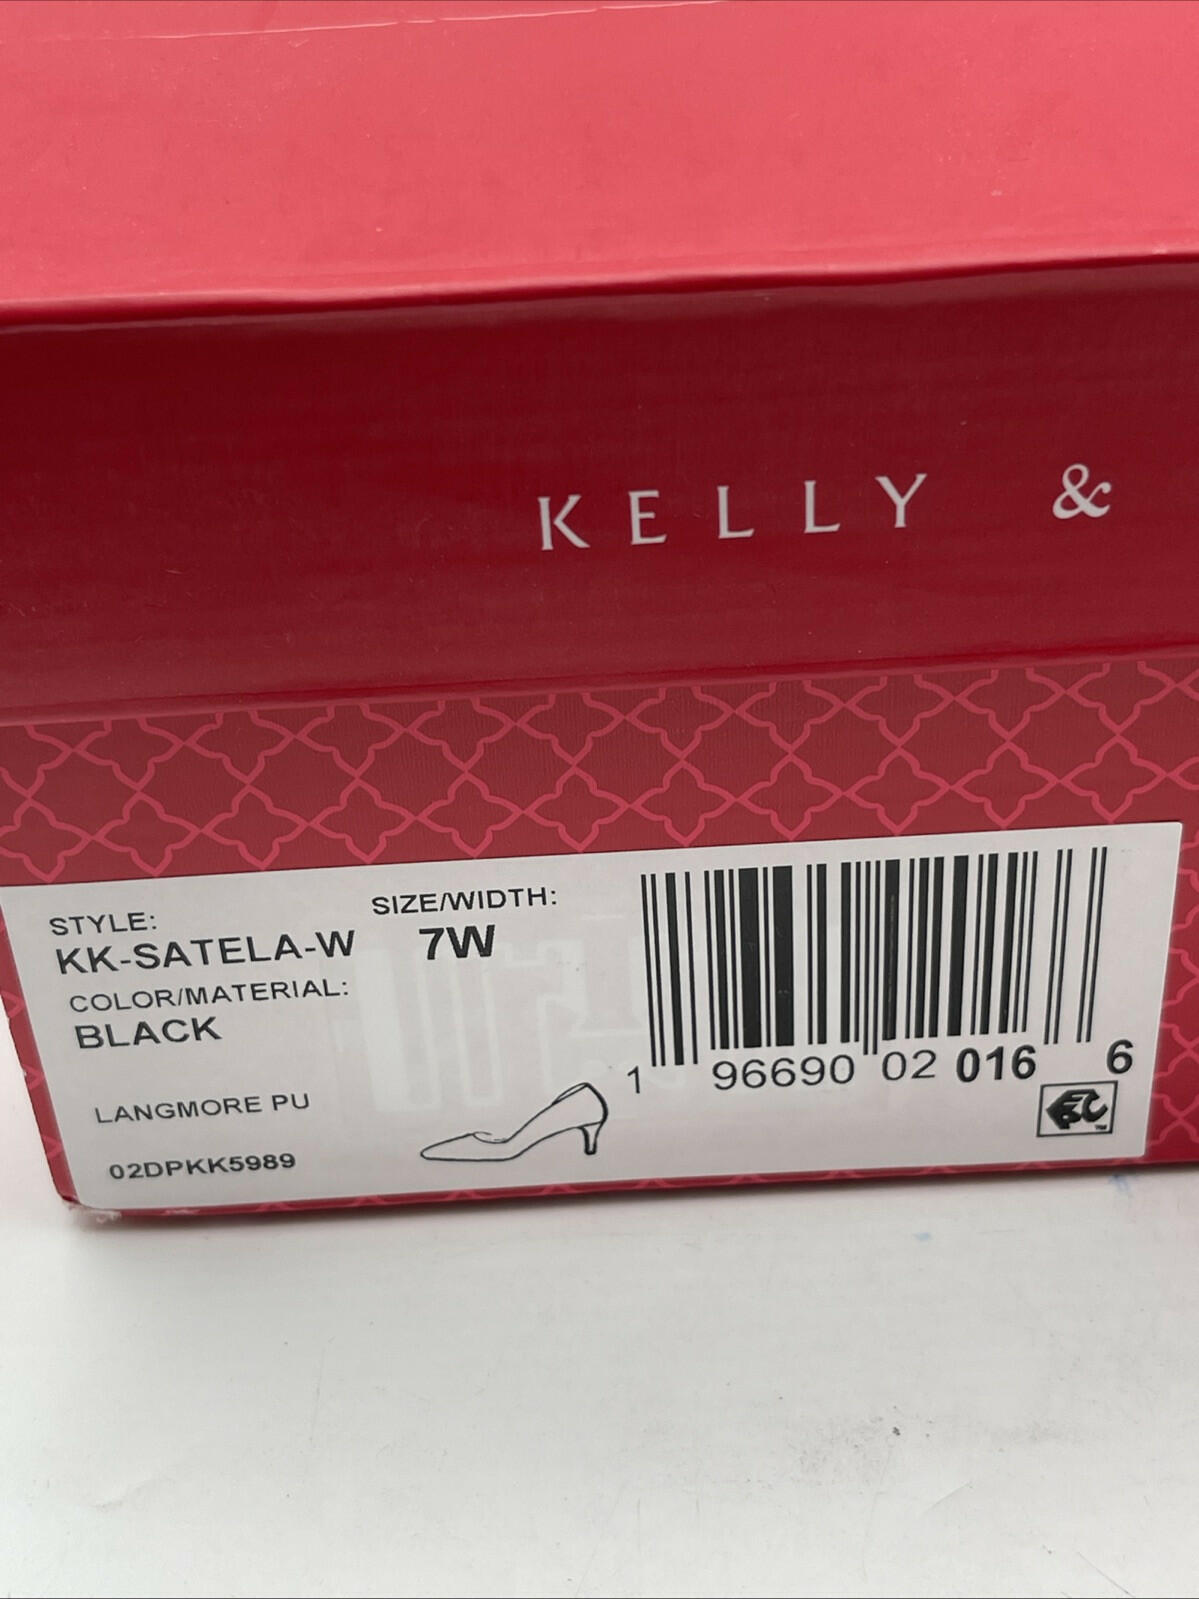 KELLY &
STYLE:
SIZE/WIDTH:
KK-SATELA-W
7W
COLOR/MATERIAL:
BLACK
LANGMORE PU
02DPKK5989
1 96690 02 016 6